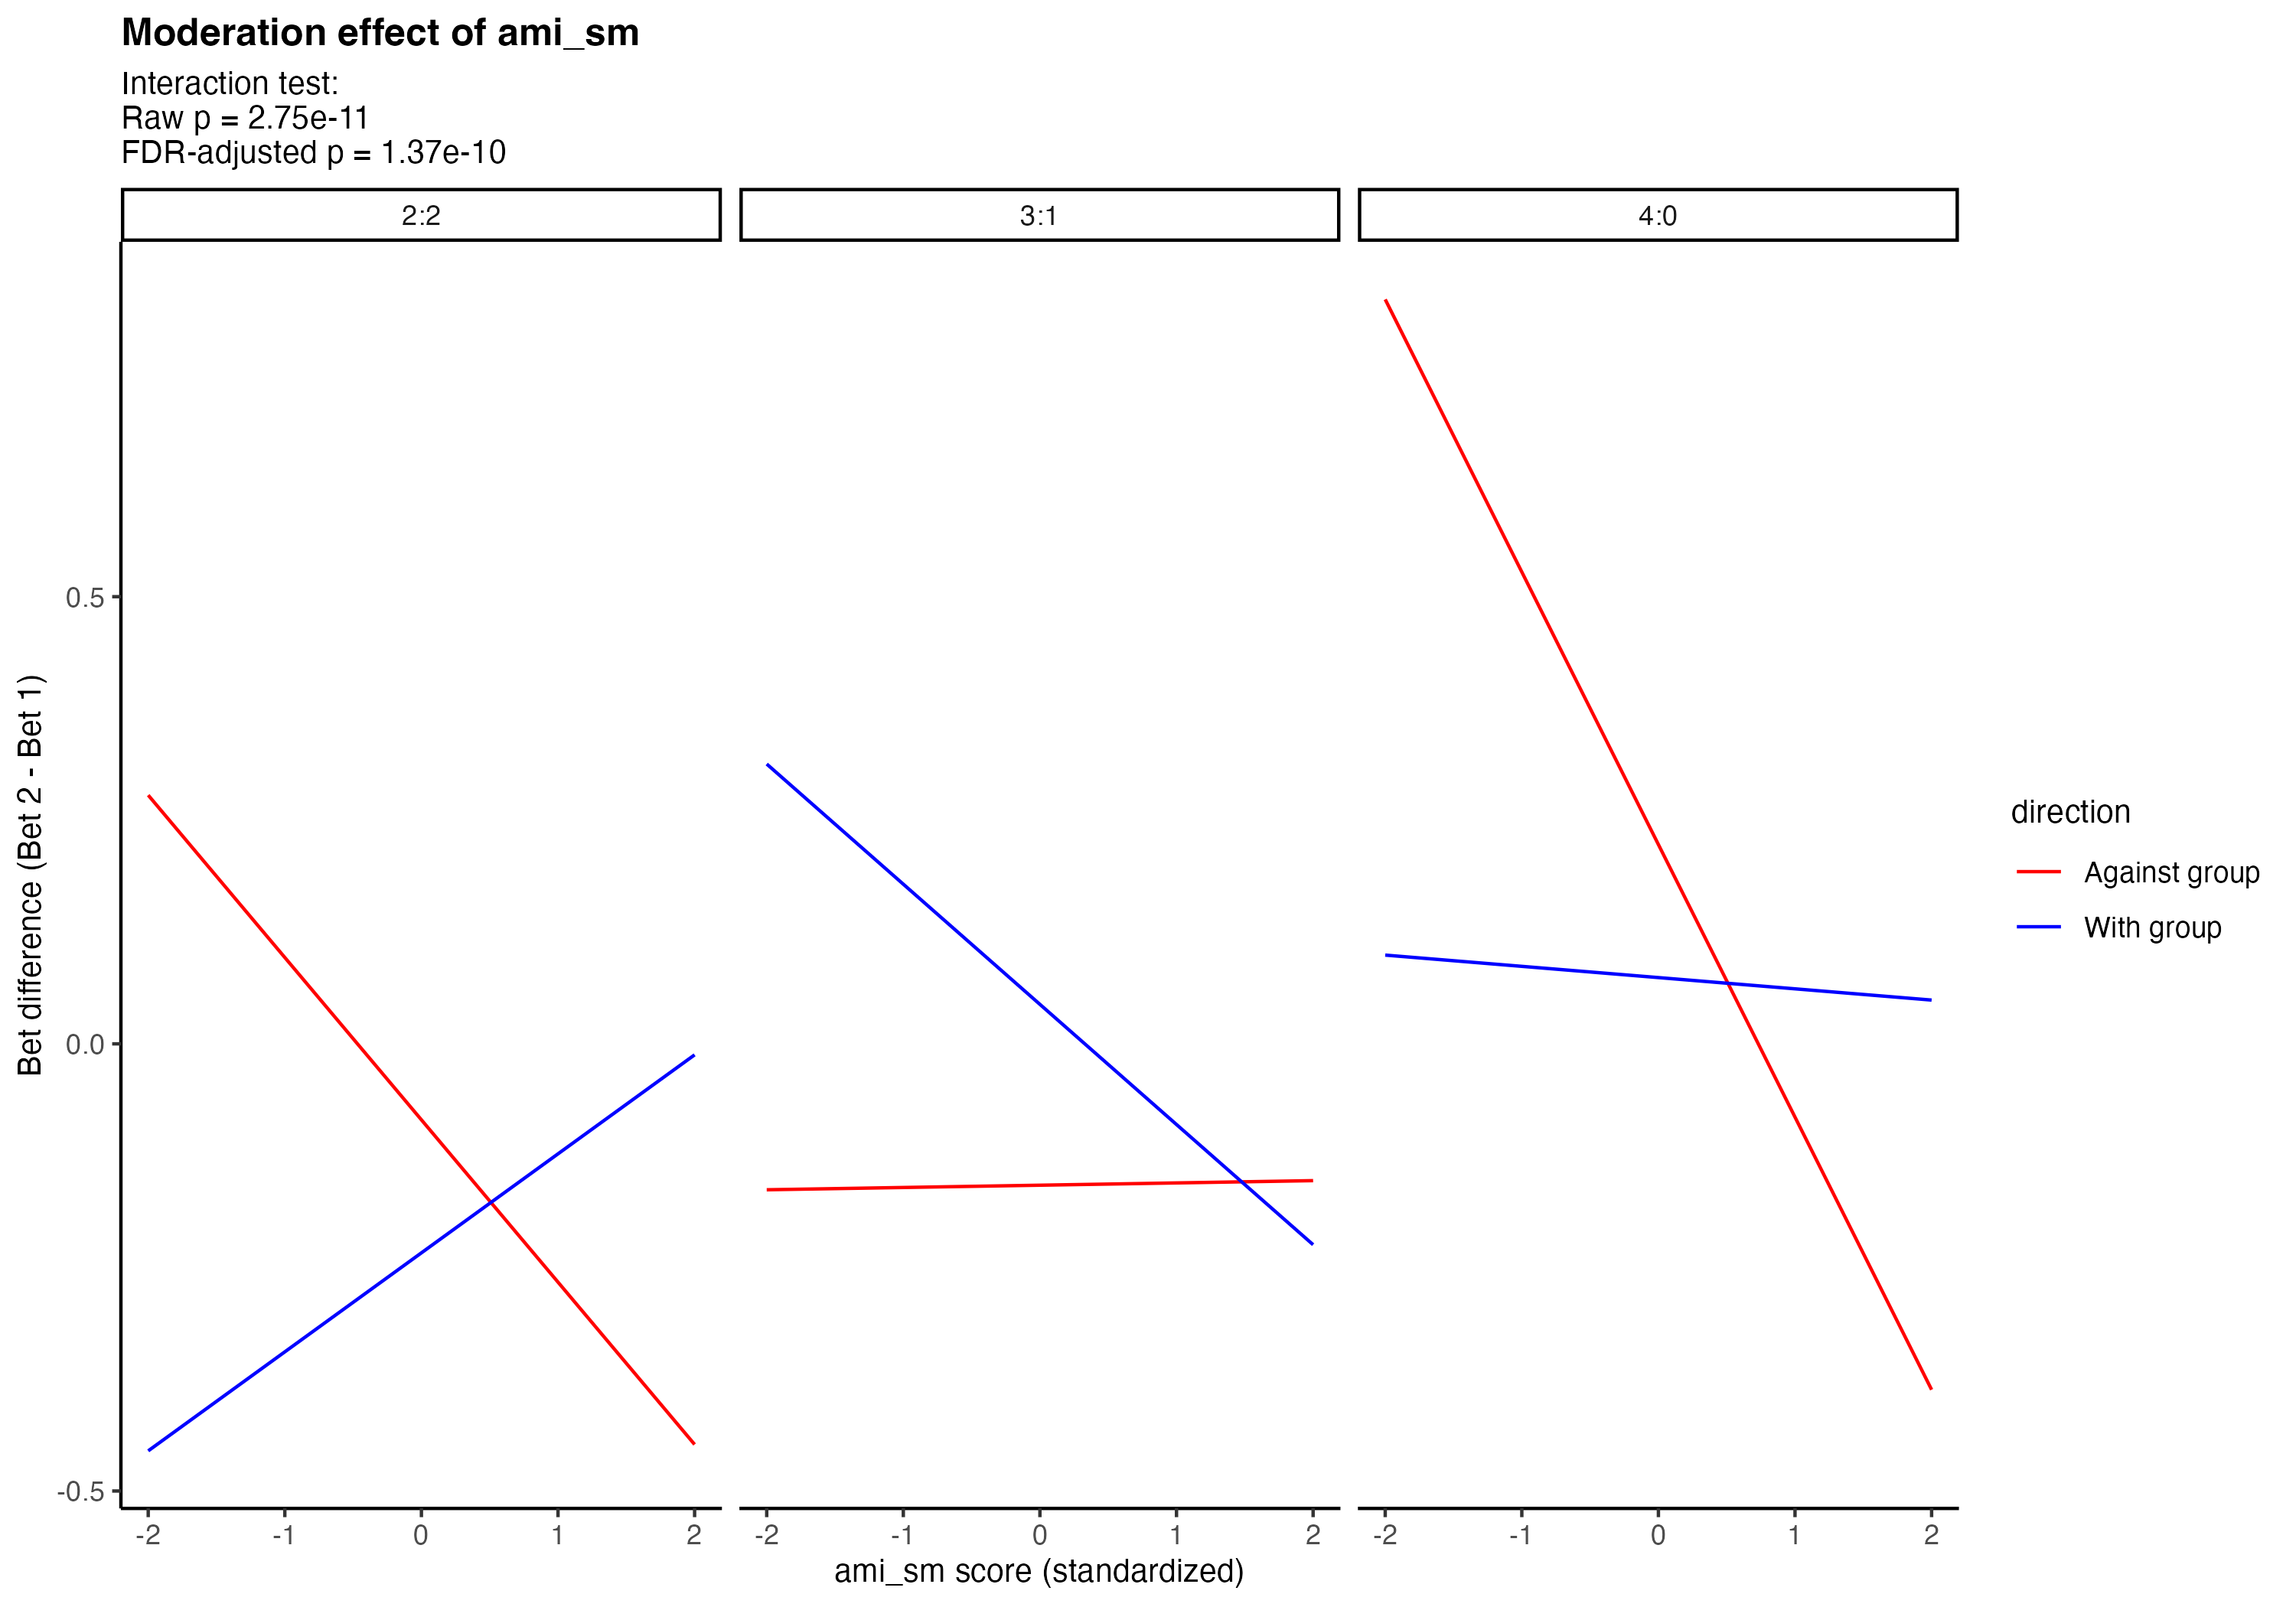 Moderation effect of ami_sm
Interaction test:
Raw p = 2.75e-11
FDR-adjusted p = 1.37e-10
2:2
3:1
4:0
Bet difference (Bet 2 - Bet 1)
0.5
0.0
-0.5
-2 -1 0 1 2
-2 -1 0 1 2
-2 -1 0 1 2
ami_sm score (standardized)
direction
Against group
With group